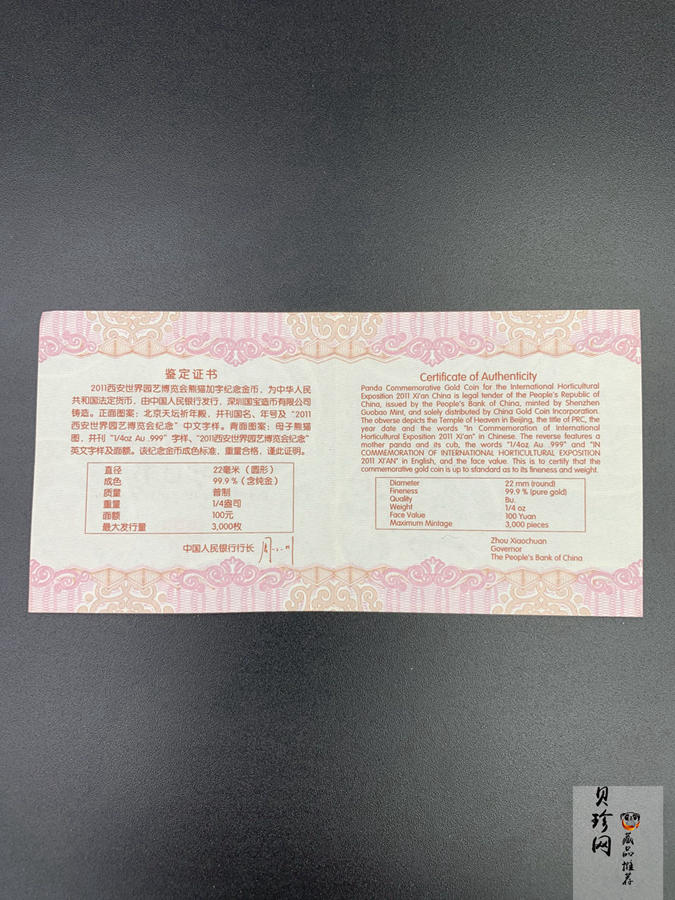 鉴定证书
2011西安世界园艺博览会熊猫加字纪念金币，为中华人民
共和国法定货币，由中国人民银行发行，深圳国宝造币有限公司
铸造。正面图案：北京天坛祈年殿，并刊国名、年号及“2011
西安世界园艺博览会纪念”中文字样。背面图案：母子熊猫
图，并刊“1/4oz Au .999”字样、“2011西安世界园艺博览会纪念”
英文字样及面额。该纪念金币成色标准，重量合格，谨此证明。
直径 22毫米（圆形）
成色 99.9%（含纯金）
质量 普制
重量 1/4盎司
面额 100元
最大发行量 3,000枚
中国人民银行行长
Certificate of Authenticity
Panda Commemorative Gold Coin for the International Horticultural
Exposition 2011 Xi'an China is legal tender of the People's Republic of
China, issued by the People's Bank of China, minted by Shenzhen
Guobao Mint, and solely distributed by China Gold Coin Incorporation.
The obverse depicts the Temple of Heaven in Beijing, the title of PRC, the
year date and the words "In Commemoration of International
Horticultural Exposition 2011 Xi'an" in Chinese. The reverse features a
mother panda and its cub, the words "1/4oz Au .999" and "IN
COMMEMORATION OF INTERNATIONAL HORTICULTURAL EXPOSITION
2011 XI'AN" in English, and the face value. This is to certify that the
commemorative gold coin is up to standard as to its fineness and weight.
Diameter 22 mm (round)
Fineness 99.9 % (pure gold)
Quality Bu.
Weight 1/4 oz
Face Value 100 Yuan
Maximum Mintage 3,000 pieces
Zhou Xiaochuan
Governor
The People's Bank of China
贝珍网
藏品推荐